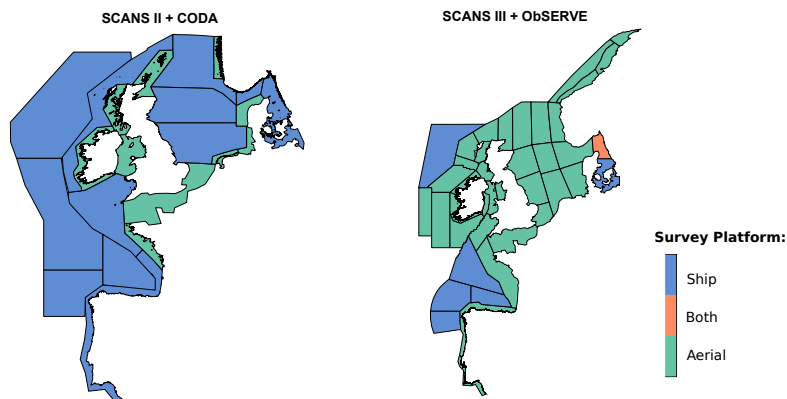 SCANS II + CODA
SCANS III + ObSERVE
Survey Platform:
Ship
Both
Aerial